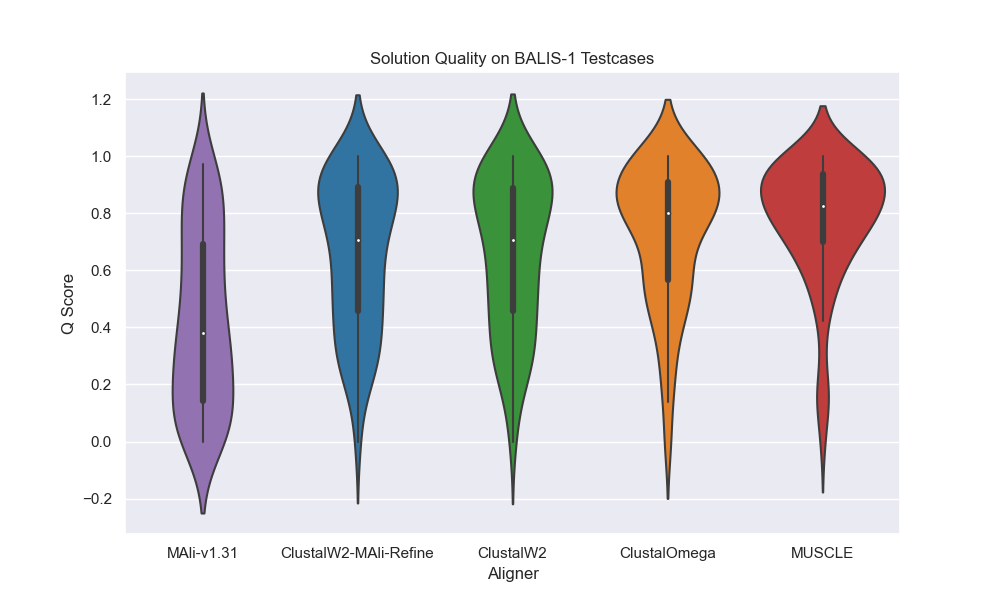 Solution Quality on BALIS-1 Testcases
1.2
1.0
0.8
0.6
0.4
0.2
0.0
−0.2
Q Score
MAli-v1.31 ClustalW2-MAli-Refine ClustalW2 ClustalOmega MUSCLE
Aligner